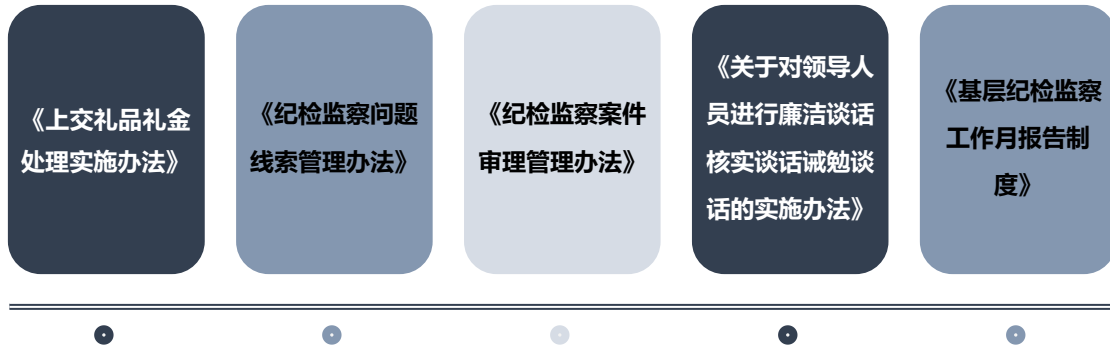 《上交礼品礼金
处理实施办法》
《纪检监察问题
线索管理办法》
《纪检监察案件
审理管理办法》
《关于对领导人
员进行廉洁谈话
核实谈话诫勉谈
话的实施办法》
《基层纪检监察
工作月报告制
度》